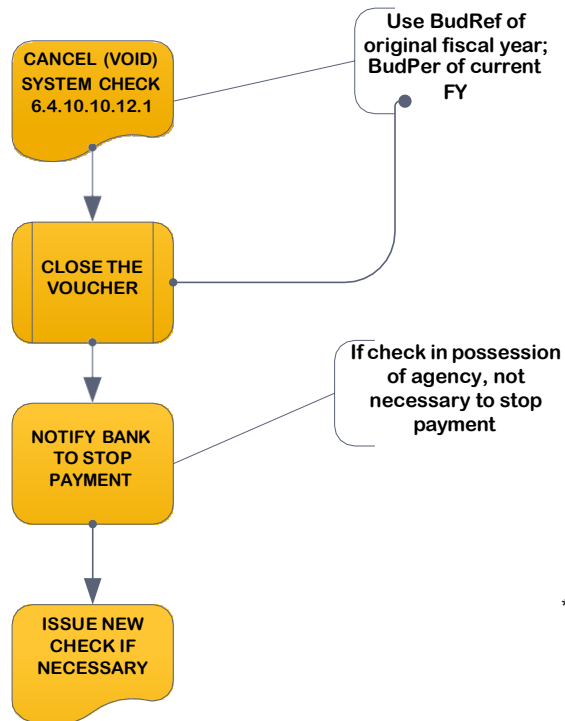 CANCEL (VOID)
SYSTEM CHECK
6.4.10.10.12.1
Use BudRef of
original fiscal year;
BudPer of current
FY
CLOSE THE
VOUCHER
If check in possession
of agency, not
necessary to stop
payment
NOTIFY BANK
TO STOP
PAYMENT
*
ISSUE NEW
CHECK IF
NECESSARY